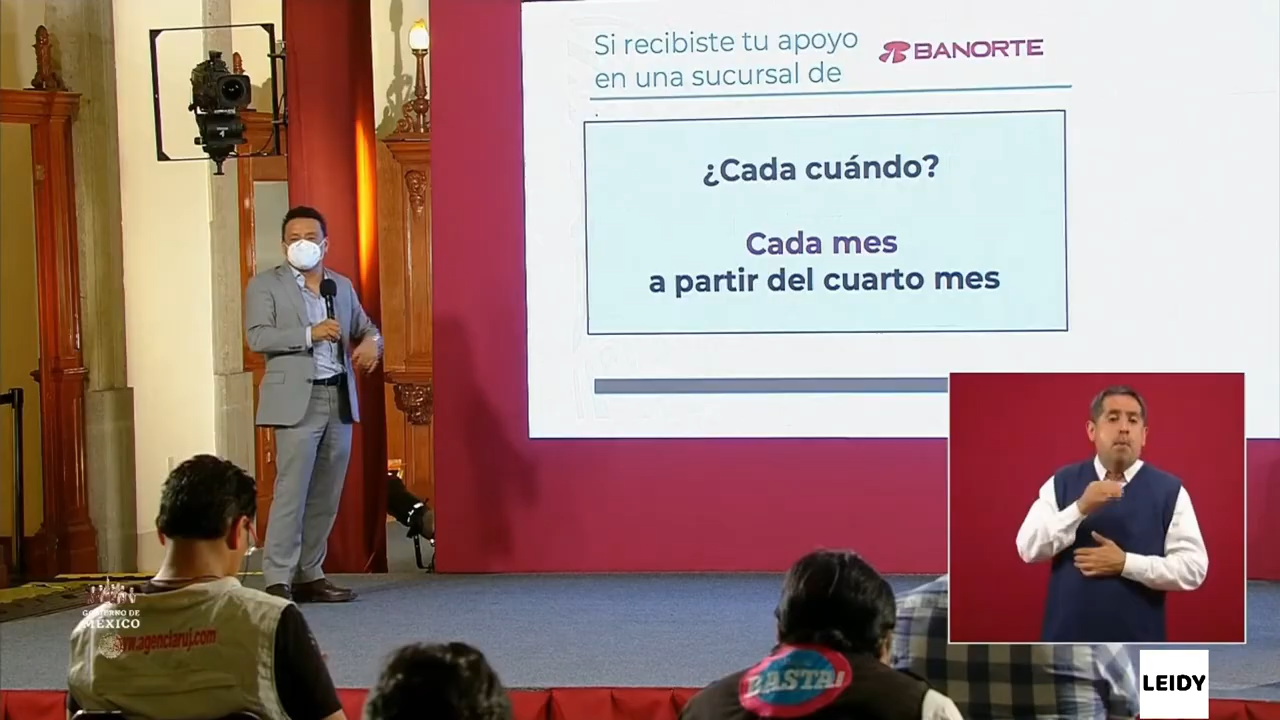 Si recibiste tu apoyo
en una sucursal de
BANORTE
¿Cada cuándo?
Cada mes
a partir del cuarto mes
GOBIERNO DE
MÉXICO
www.agenciaruj.com
BASTA!
LEIDY